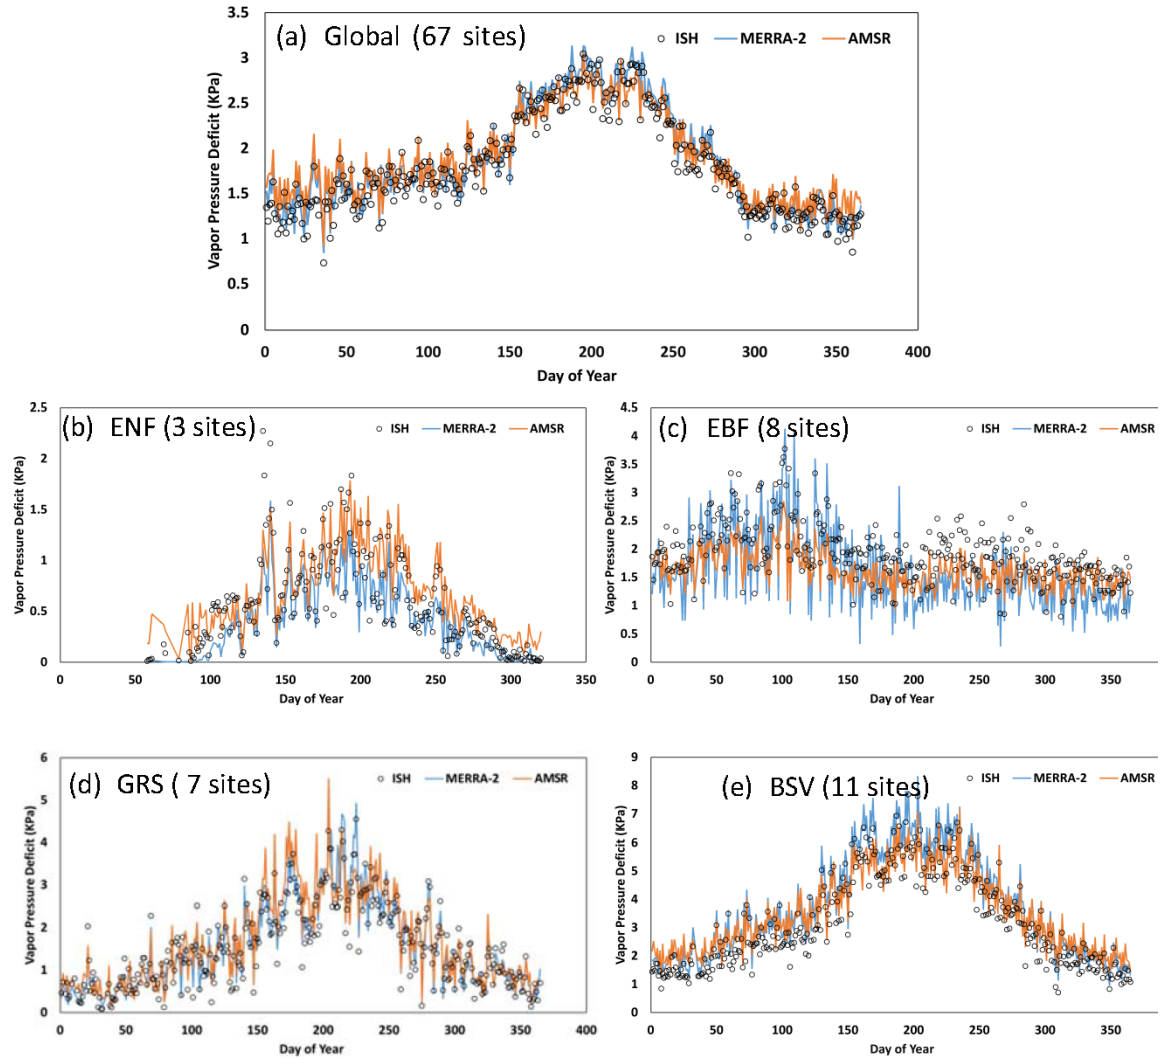 (a) Global (67 sites)
ISH MERRA-2 AMSR
Vapor Pressure Deficit (KPa)
3.5
3
2.5
2
1.5
1
0.5
0
0 50 100 150 200 250 300 350 400
Day of Year
(b) ENF (3 sites)
ISH MERRA-2 AMSR
Vapor Pressure Deficit (KPa)
2.5
2
1.5
1
0.5
0
0 50 100 150 200 250 300 350
Day of Year
(c) EBF (8 sites)
ISH MERRA-2 AMSR
Vapor Pressure Deficit (KPa)
4.5
4
3.5
3
2.5
2
1.5
1
0.5
0
0 50 100 150 200 250 300 350
Day of Year
(d) GRS ( 7 sites)
ISH MERRA-2 AMSR
Vapor Pressure Deficit (KPa)
6
5
4
3
2
1
0
0 50 100 150 200 250 300 350 400
Day of Year
(e) BSV (11 sites)
ISH MERRA-2 AMSR
Vapor Pressure Deficit (KPa)
9
8
7
6
5
4
3
2
1
0
0 50 100 150 200 250 300 350
Day of Year